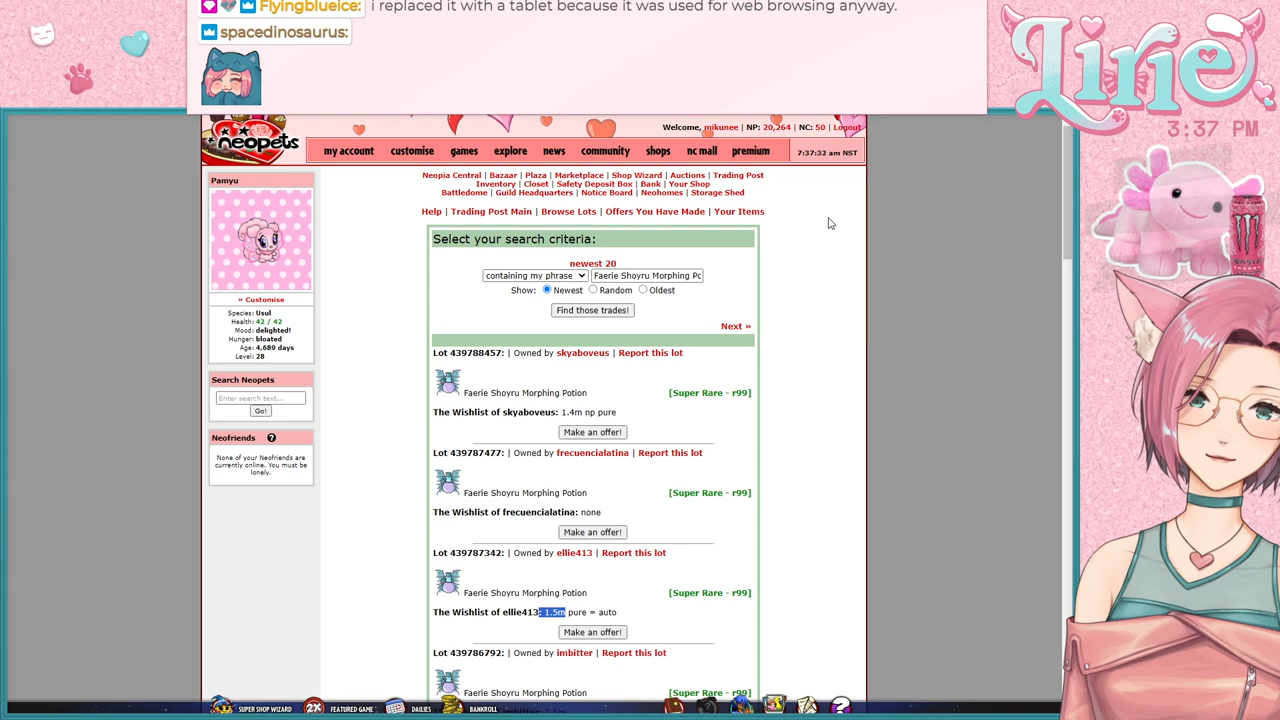 Flyingblueice: i replaced it with a tablet because it was used for web browsing anyway.
spacedinosaurus:
Lirie
3:37 PM
neopets
Welcome, mikunee | NP: 20,264 | NC: 50 | Logout
my account customise games explore news community shops nc mall premium 7:37:32 am NST
Pamyu
» Customise
Species: Usul
Health: 42 / 42
Mood: delighted!
Hunger: bloated
Age: 4,689 days
Level: 28
Search Neopets
Enter search text...
Go!
Neofriends ?
None of your Neofriends are
currently online. You must be
lonely.
Neopia Central | Bazaar | Plaza | Marketplace | Shop Wizard | Auctions | Trading Post
Inventory | Closet | Safety Deposit Box | Bank | Your Shop
Battledome | Guild Headquarters | Notice Board | Neohomes | Storage Shed
Help | Trading Post Main | Browse Lots | Offers You Have Made | Your Items
Select your search criteria:
newest 20
containing my phrase Faerie Shoyru Morphing Pc
Show: Newest Random Oldest
Find those trades!
Next »
Lot 439788457: | Owned by skyaboveus | Report this lot
Faerie Shoyru Morphing Potion [Super Rare - r99]
The Wishlist of skyaboveus: 1.4m np pure
Make an offer!
Lot 439787477: | Owned by frecuencialatina | Report this lot
Faerie Shoyru Morphing Potion [Super Rare - r99]
The Wishlist of frecuencialatina: none
Make an offer!
Lot 439787342: | Owned by ellie413 | Report this lot
Faerie Shoyru Morphing Potion [Super Rare - r99]
The Wishlist of ellie413: 1.5m pure = auto
Make an offer!
Lot 439786792: | Owned by imbitter | Report this lot
Faerie Shoyru Morphing Potion [Super Rare - r99]
SUPER SHOP WIZARD 2X FEATURED GAME DAILIES BANKROLL ?